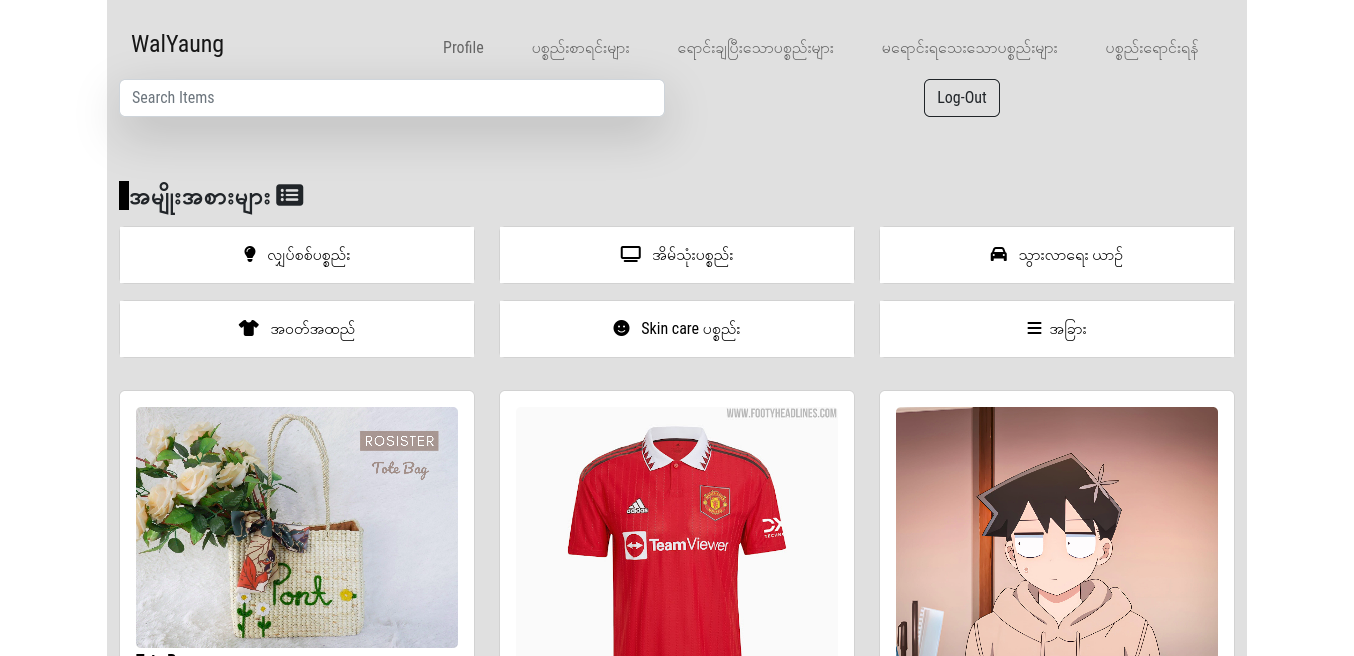 WalYaung
Profile
ပစ္စည်းစာရင်းများ
ရောင်းချပြီးသောပစ္စည်းများ
မရောင်းရသေးသောပစ္စည်းများ
ပစ္စည်းရောင်းရန်
Search Items
Log-Out
အမျိုးအစားများ
လျှပ်စစ်ပစ္စည်း
အိမ်သုံးပစ္စည်း
သွားလာရေး ယာဉ်
အဝတ်အထည်
Skin care ပစ္စည်း
အခြား
ROSISTER
Tote Bag
Pont
WWW.FOOTYHEADLINES.COM
adidas
TeamViewer